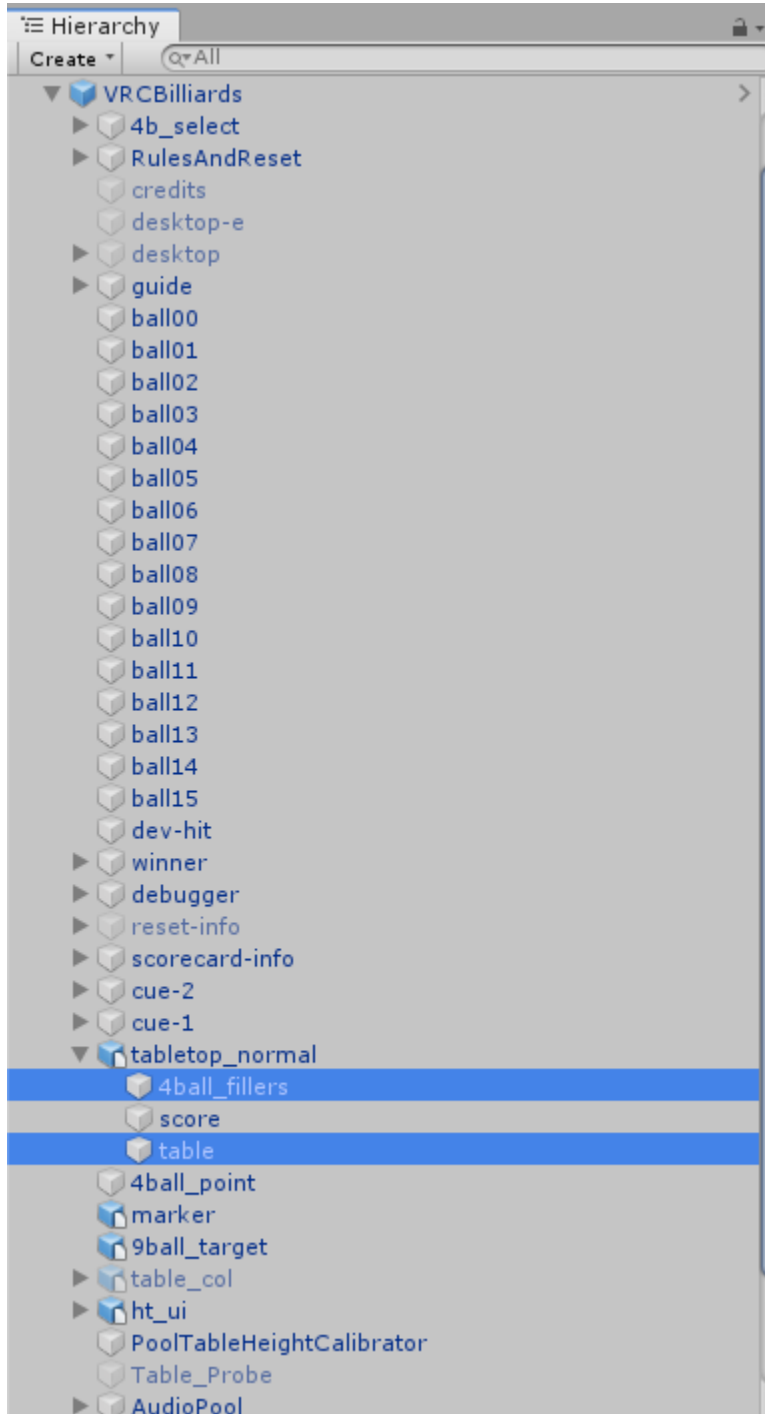 Hierarchy
Create All
VRCBilliards
4b_select
RulesAndReset
credits
desktop-e
desktop
guide
ball00
ball01
ball02
ball03
ball04
ball05
ball06
ball07
ball08
ball09
ball10
ball11
ball12
ball13
ball14
ball15
dev-hit
winner
debugger
reset-info
scorecard-info
cue-2
cue-1
tabletop_normal
4ball_fillers
score
table
4ball_point
marker
9ball_target
table_col
ht_ui
PoolTableHeightCalibrator
Table_Probe
AudioPool